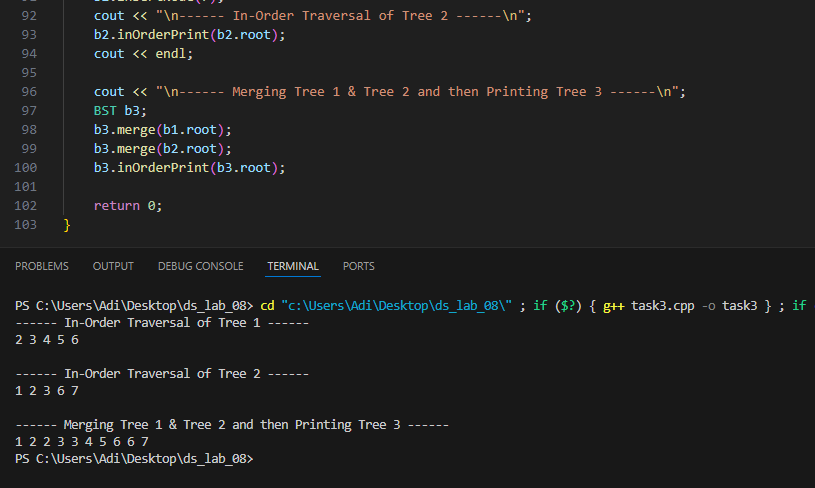 92 cout << "\n------ In-Order Traversal of Tree 2 ------\n";
93 b2.inOrderPrint(b2.root);
94 cout << endl;
95
96 cout << "\n------ Merging Tree 1 & Tree 2 and then Printing Tree 3 ------\n";
97 BST b3;
98 b3.merge(b1.root);
99 b3.merge(b2.root);
100 b3.inOrderPrint(b3.root);
101
102 return 0;
103 }
PROBLEMS OUTPUT DEBUG CONSOLE TERMINAL PORTS
PS C:\Users\Adi\Desktop\ds_lab_08> cd "c:\Users\Adi\Desktop\ds_lab_08\" ; if ($?) { g++ task3.cpp -o task3 } ; if
------ In-Order Traversal of Tree 1 ------
2 3 4 5 6
------ In-Order Traversal of Tree 2 ------
1 2 3 6 7
------ Merging Tree 1 & Tree 2 and then Printing Tree 3 ------
1 2 2 3 3 4 5 6 6 7
PS C:\Users\Adi\Desktop\ds_lab_08>